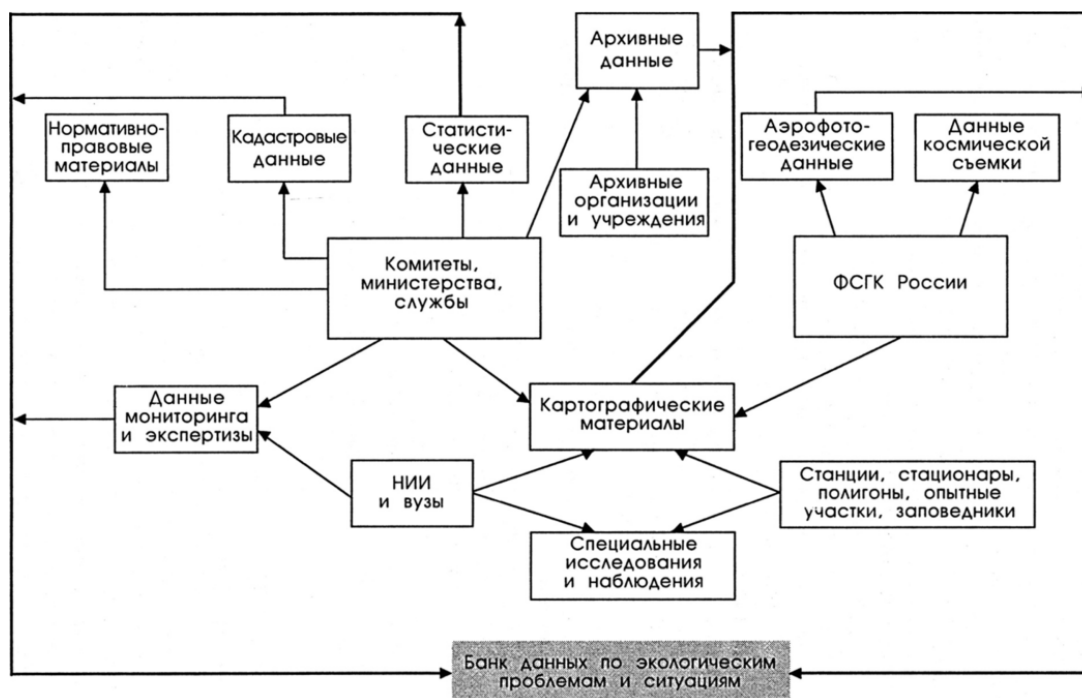 Архивные
данные
Нормативно-
правовые
материалы
Кадастровые
данные
Статисти-
ческие
данные
Аэрофото-
геодезические
данные
Данные
космической
съемки
Архивные
организации
и учреждения
Комитеты,
министерства,
службы
ФСГК России
Данные
мониторинга
и экспертизы
Картографические
материалы
НИИ
и вузы
Станции, стационары,
полигоны, опытные
участки, заповедники
Специальные
исследования
и наблюдения
Банк данных по экологическим
проблемам и ситуациям